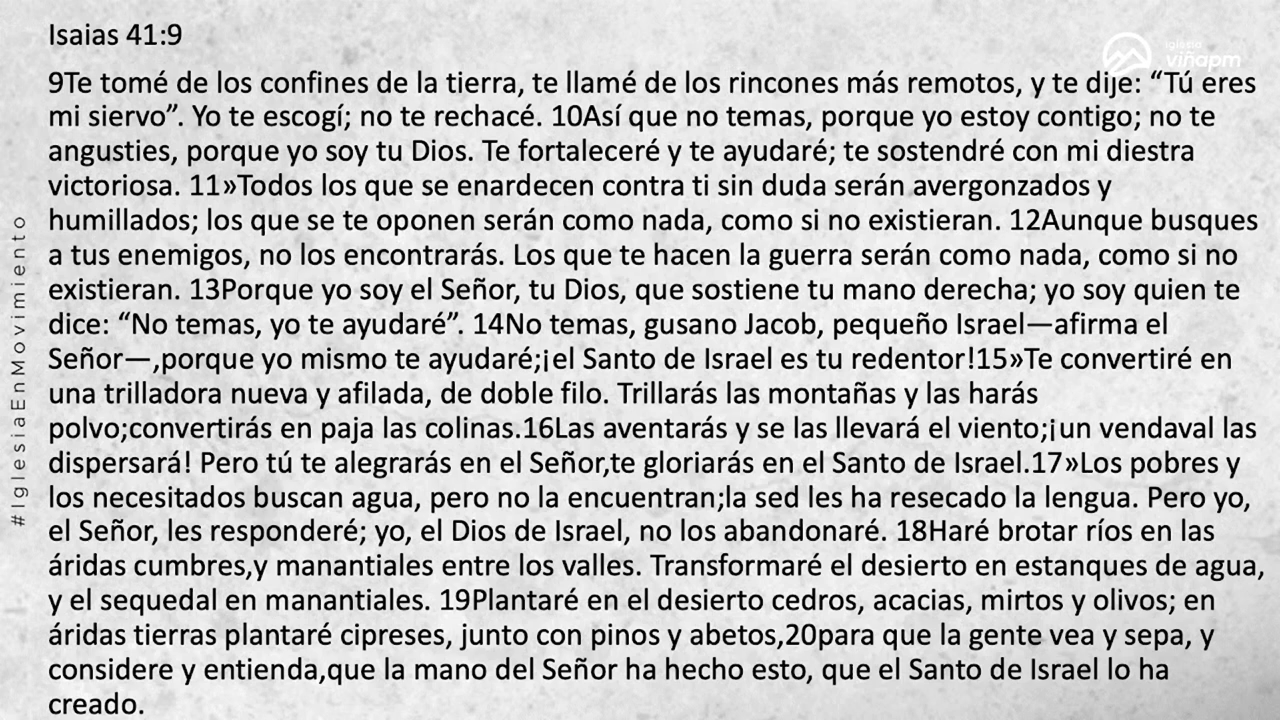 Isaias 41:9
iglesia
viñapm
9Te tomé de los confines de la tierra, te llamé de los rincones más remotos, y te dije: “Tú eres
mi siervo”. Yo te escogí; no te rechacé. 10Así que no temas, porque yo estoy contigo; no te
angusties, porque yo soy tu Dios. Te fortaleceré y te ayudaré; te sostendré con mi diestra
victoriosa. 11»Todos los que se enardecen contra ti sin duda serán avergonzados y
humillados; los que se te oponen serán como nada, como si no existieran. 12Aunque busques
a tus enemigos, no los encontrarás. Los que te hacen la guerra serán como nada, como si no
existieran. 13Porque yo soy el Señor, tu Dios, que sostiene tu mano derecha; yo soy quien te
dice: “No temas, yo te ayudaré”. 14No temas, gusano Jacob, pequeño Israel—afirma el
Señor—,porque yo mismo te ayudaré;¡el Santo de Israel es tu redentor!15»Te convertiré en
una trilladora nueva y afilada, de doble filo. Trillarás las montañas y las harás
polvo;convertirás en paja las colinas.16Las aventarás y se las llevará el viento;¡un vendaval las
dispersará! Pero tú te alegrarás en el Señor,te gloriarás en el Santo de Israel.17»Los pobres y
los necesitados buscan agua, pero no la encuentran;la sed les ha resecado la lengua. Pero yo,
el Señor, les responderé; yo, el Dios de Israel, no los abandonaré. 18Haré brotar ríos en las
áridas cumbres,y manantiales entre los valles. Transformaré el desierto en estanques de agua,
y el sequedal en manantiales. 19Plantaré en el desierto cedros, acacias, mirtos y olivos; en
áridas tierras plantaré cipreses, junto con pinos y abetos,20para que la gente vea y sepa, y
considere y entienda,que la mano del Señor ha hecho esto, que el Santo de Israel lo ha
creado.
#IglesiaEnMovimiento